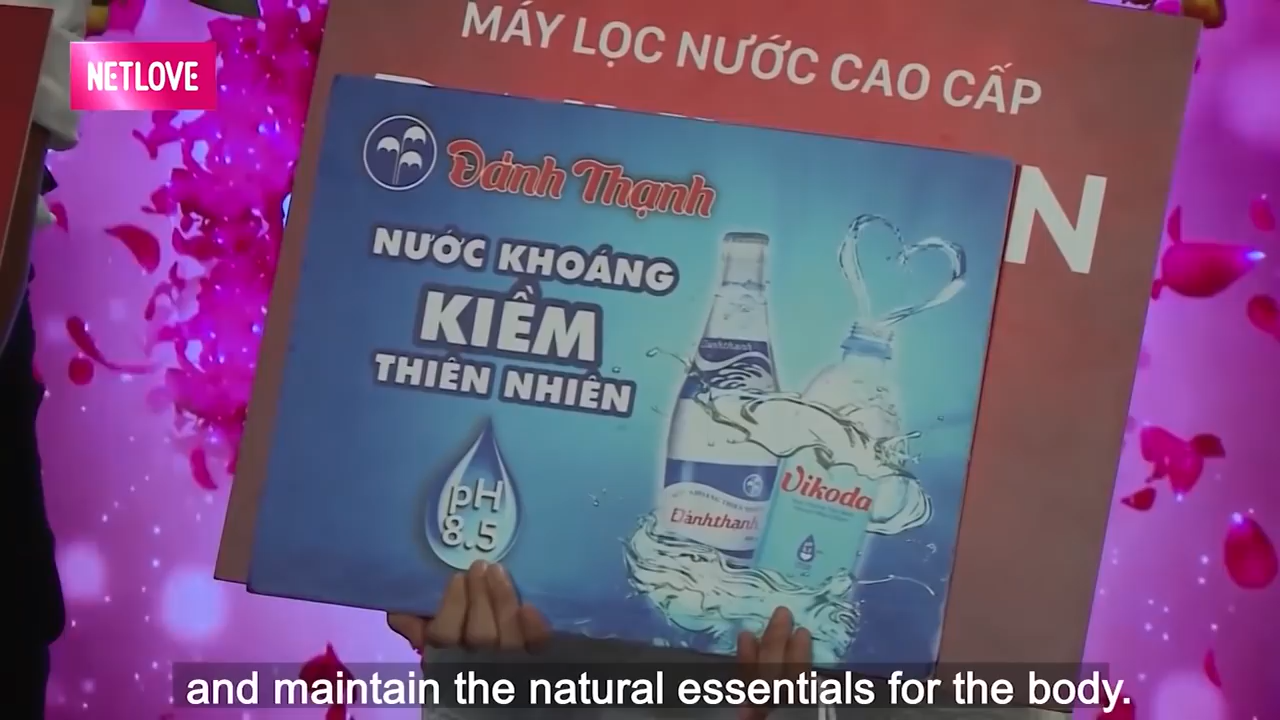 MÁY LỌC NƯỚC CAO CẤP
NETLOVE
N
Đảnh Thạnh
NƯỚC KHOÁNG
KIỀM
THIÊN NHIÊN
pH
8.5
Đảnhthạnh
Vikoda
and maintain the natural essentials for the body.